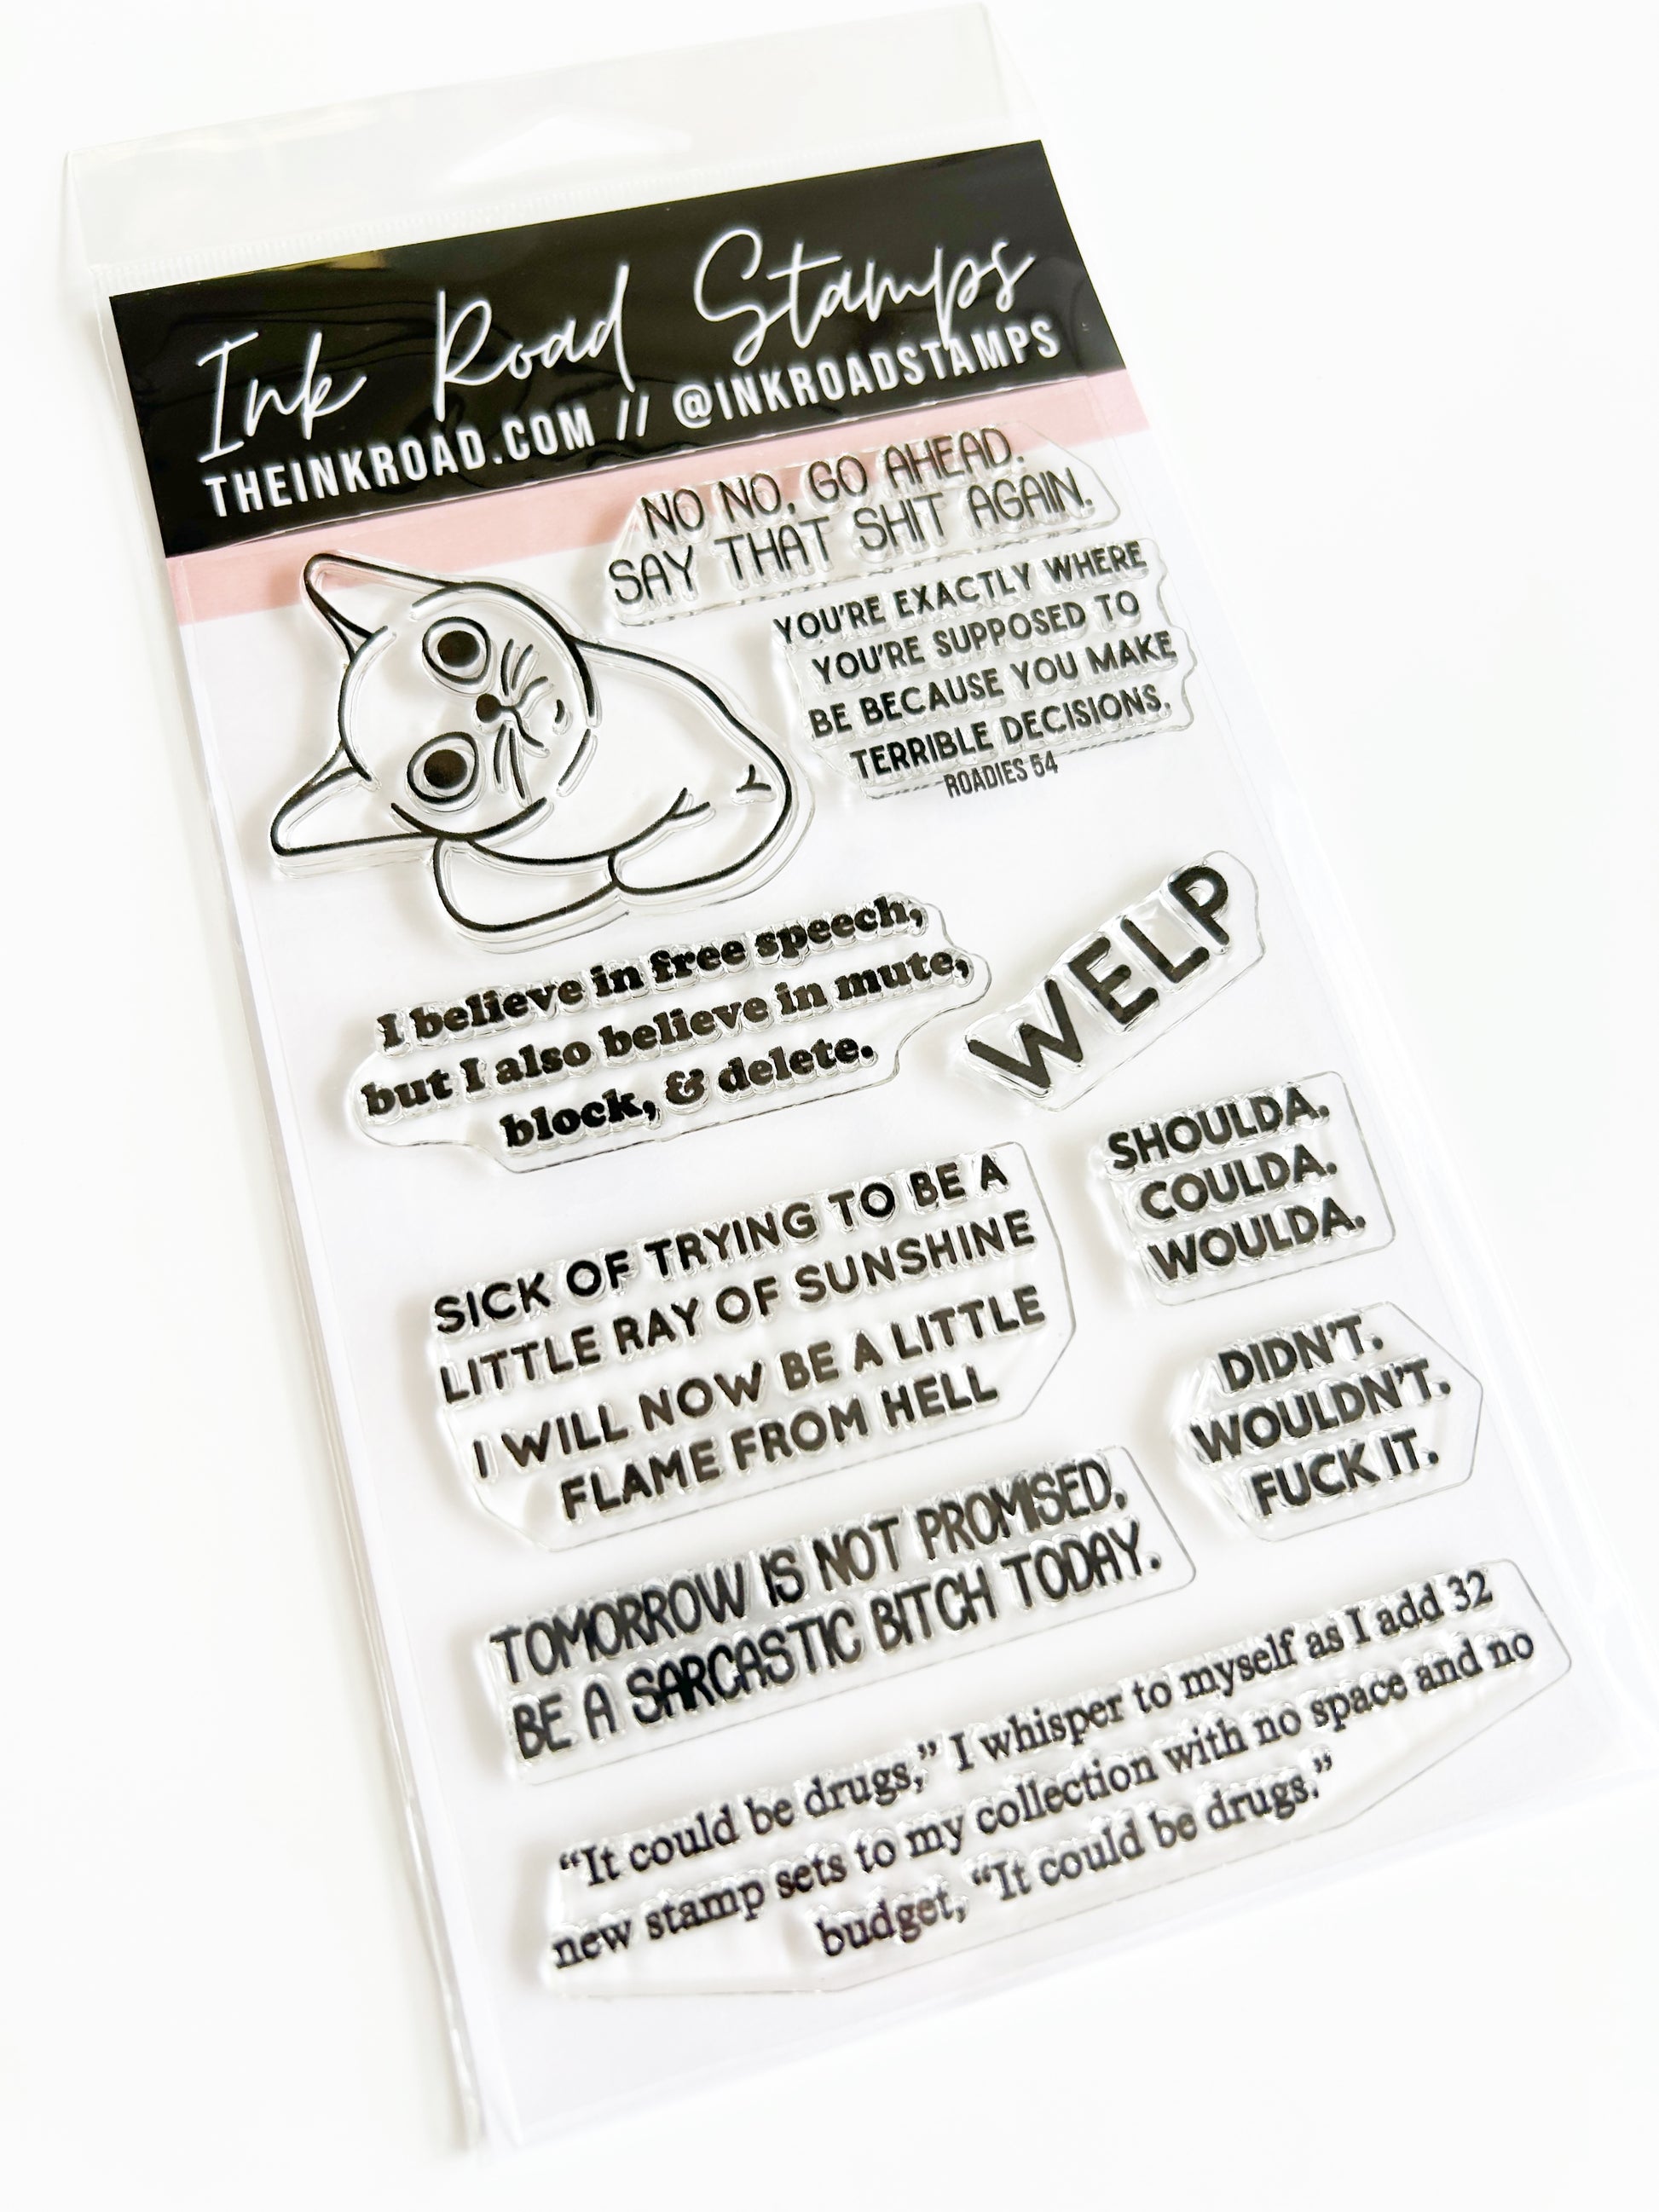 Ink Road Stamps
THEINKROAD.COM // @INKROADSTAMPS
NO NO, GO AHEAD.
SAY THAT SHIT AGAIN.
YOU'RE EXACTLY WHERE
YOU'RE SUPPOSED TO
BE BECAUSE YOU MAKE
TERRIBLE DECISIONS.
ROADIES 54
I believe in free speech,
but I also believe in mute,
block, & delete.
WELP
SHOULDA.
COULDA.
WOULDA.
SICK OF TRYING TO BE A
LITTLE RAY OF SUNSHINE
I WILL NOW BE A LITTLE
FLAME FROM HELL
DIDN'T.
WOULDN'T.
FUCK IT.
TOMORROW IS NOT PROMISED,
BE A SARCASTIC BITCH TODAY.
“It could be drugs,” I whisper to myself as I add 32
new stamp sets to my collection with no space and no
budget, “It could be drugs.”